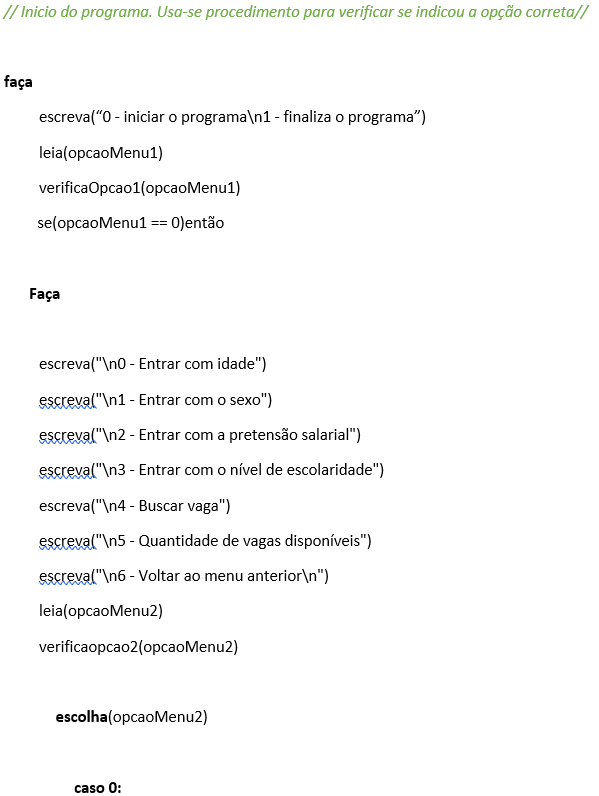 // Inicio do programa. Usa-se procedimento para verificar se indicou a opção correta//
faça
escreva(“0 - iniciar o programa\n1 - finaliza o programa”)
leia(opcaoMenu1)
verificaOpcao1(opcaoMenu1)
se(opcaoMenu1 == 0)então
Faça
escreva("\n0 - Entrar com idade")
escreva("\n1 - Entrar com o sexo")
escreva("\n2 - Entrar com a pretensão salarial")
escreva("\n3 - Entrar com o nível de escolaridade")
escreva("\n4 - Buscar vaga")
escreva("\n5 - Quantidade de vagas disponíveis")
escreva("\n6 - Voltar ao menu anterior\n")
leia(opcaoMenu2)
verificaopcao2(opcaoMenu2)
escolha(opcaoMenu2)
caso 0: